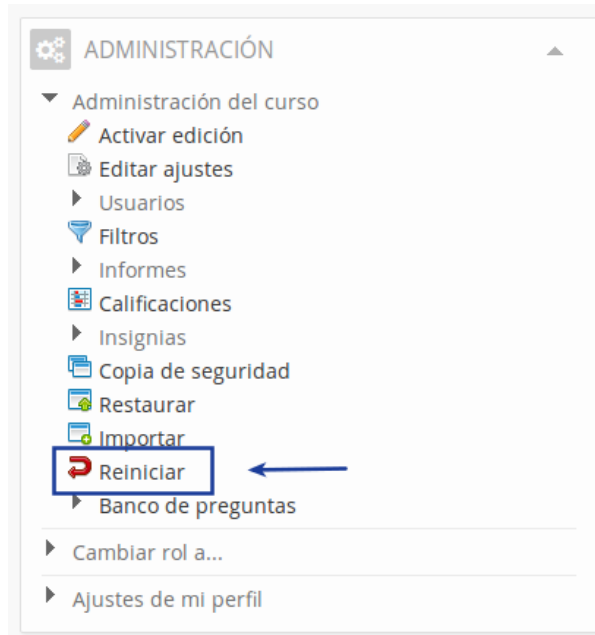 ADMINISTRACIÓN
Administración del curso
Activar edición
Editar ajustes
Usuarios
Filtros
Informes
Calificaciones
Insignias
Copia de seguridad
Restaurar
Importar
Reiniciar
Banco de preguntas
Cambiar rol a...
Ajustes de mi perfil